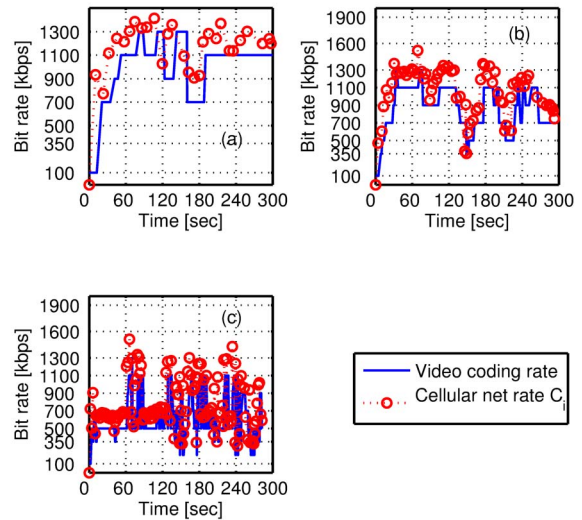 1300
1100
900
700
500
350
100
Bit rate [kbps]
(a)
0 60 120 180 240 300
Time [sec]
1900
1600
1300
1100
900
700
500
350
100
Bit rate [kbps]
(b)
0 60 120 180 240 300
Time [sec]
1900
1600
1300
1100
900
700
500
350
100
Bit rate [kbps]
(c)
0 60 120 180 240 300
Time [sec]
Video coding rate
Cellular net rate C_i